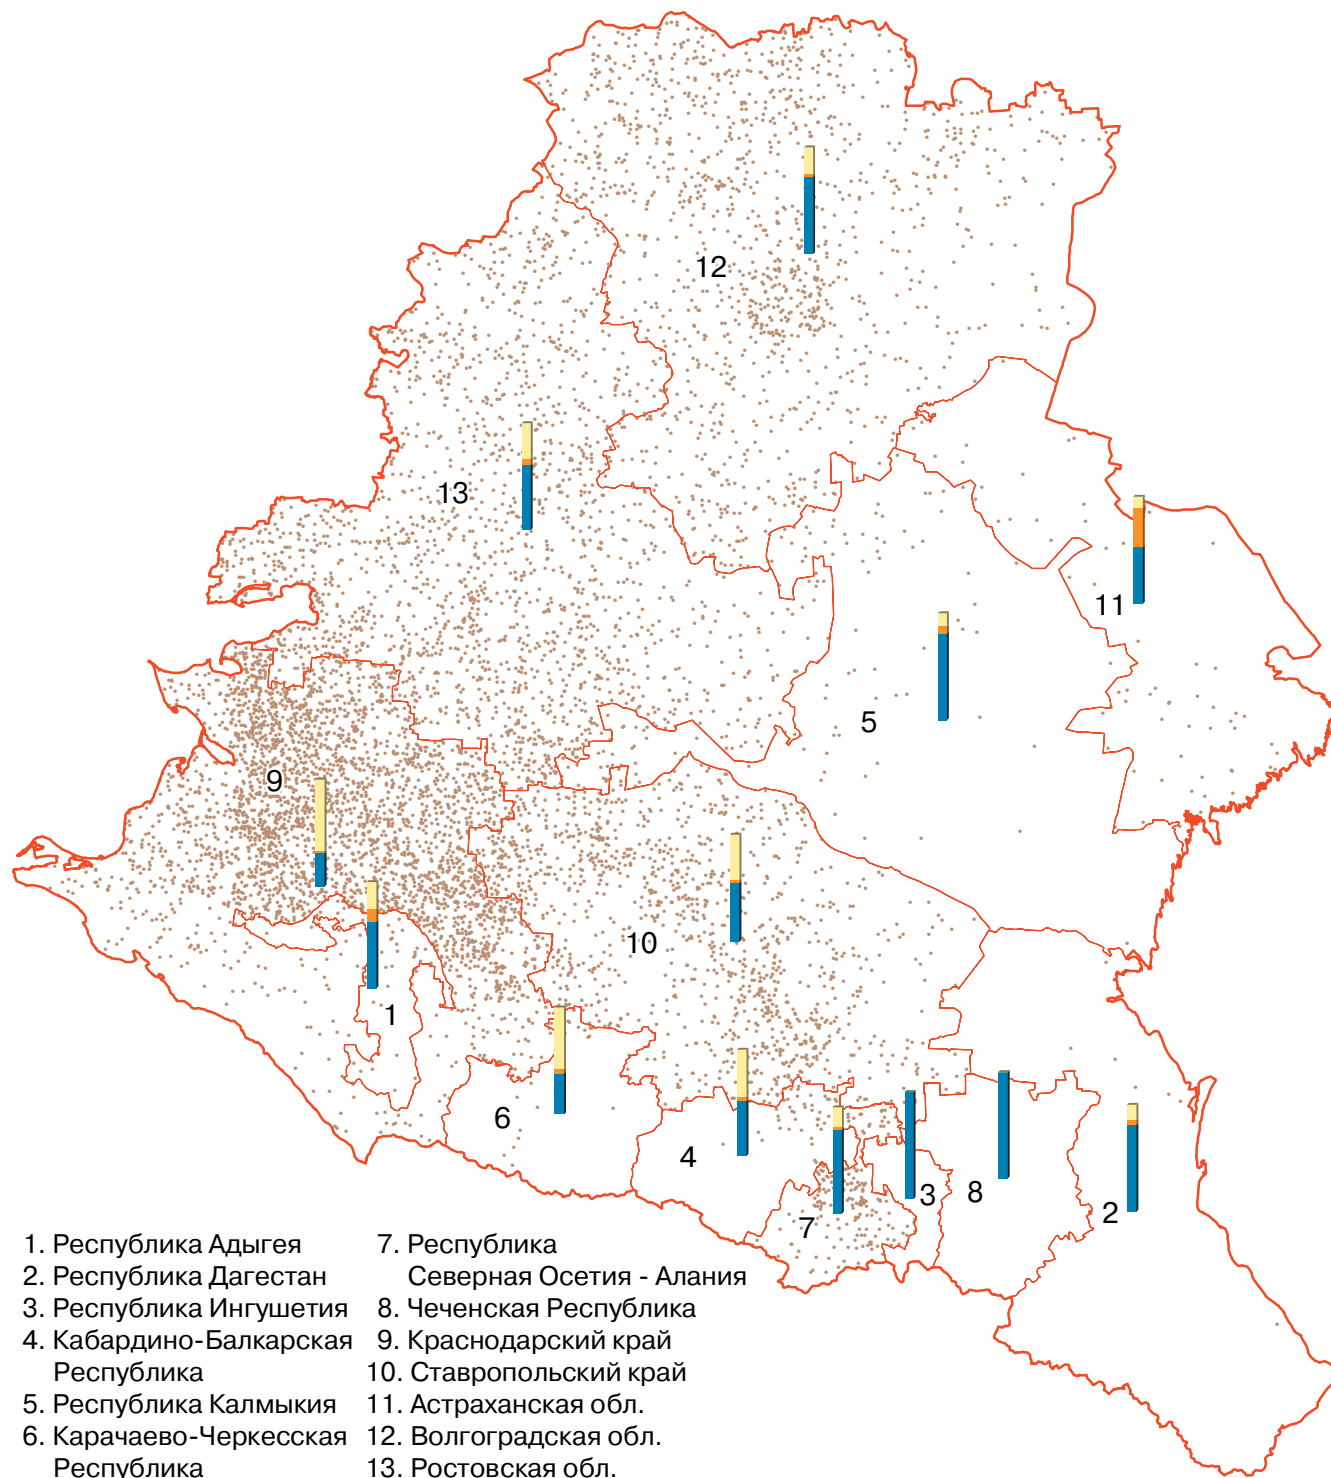 12
13
11
5
9
10
1
6
4
3
8
7
2
1. Республика Адыгея
2. Республика Дагестан
3. Республика Ингушетия
4. Кабардино-Балкарская
Республика
5. Республика Калмыкия
6. Карачаево-Черкесская
Республика
7. Республика
Северная Осетия - Алания
8. Чеченская Республика
9. Краснодарский край
10. Ставропольский край
11. Астраханская обл.
12. Волгоградская обл.
13. Ростовская обл.